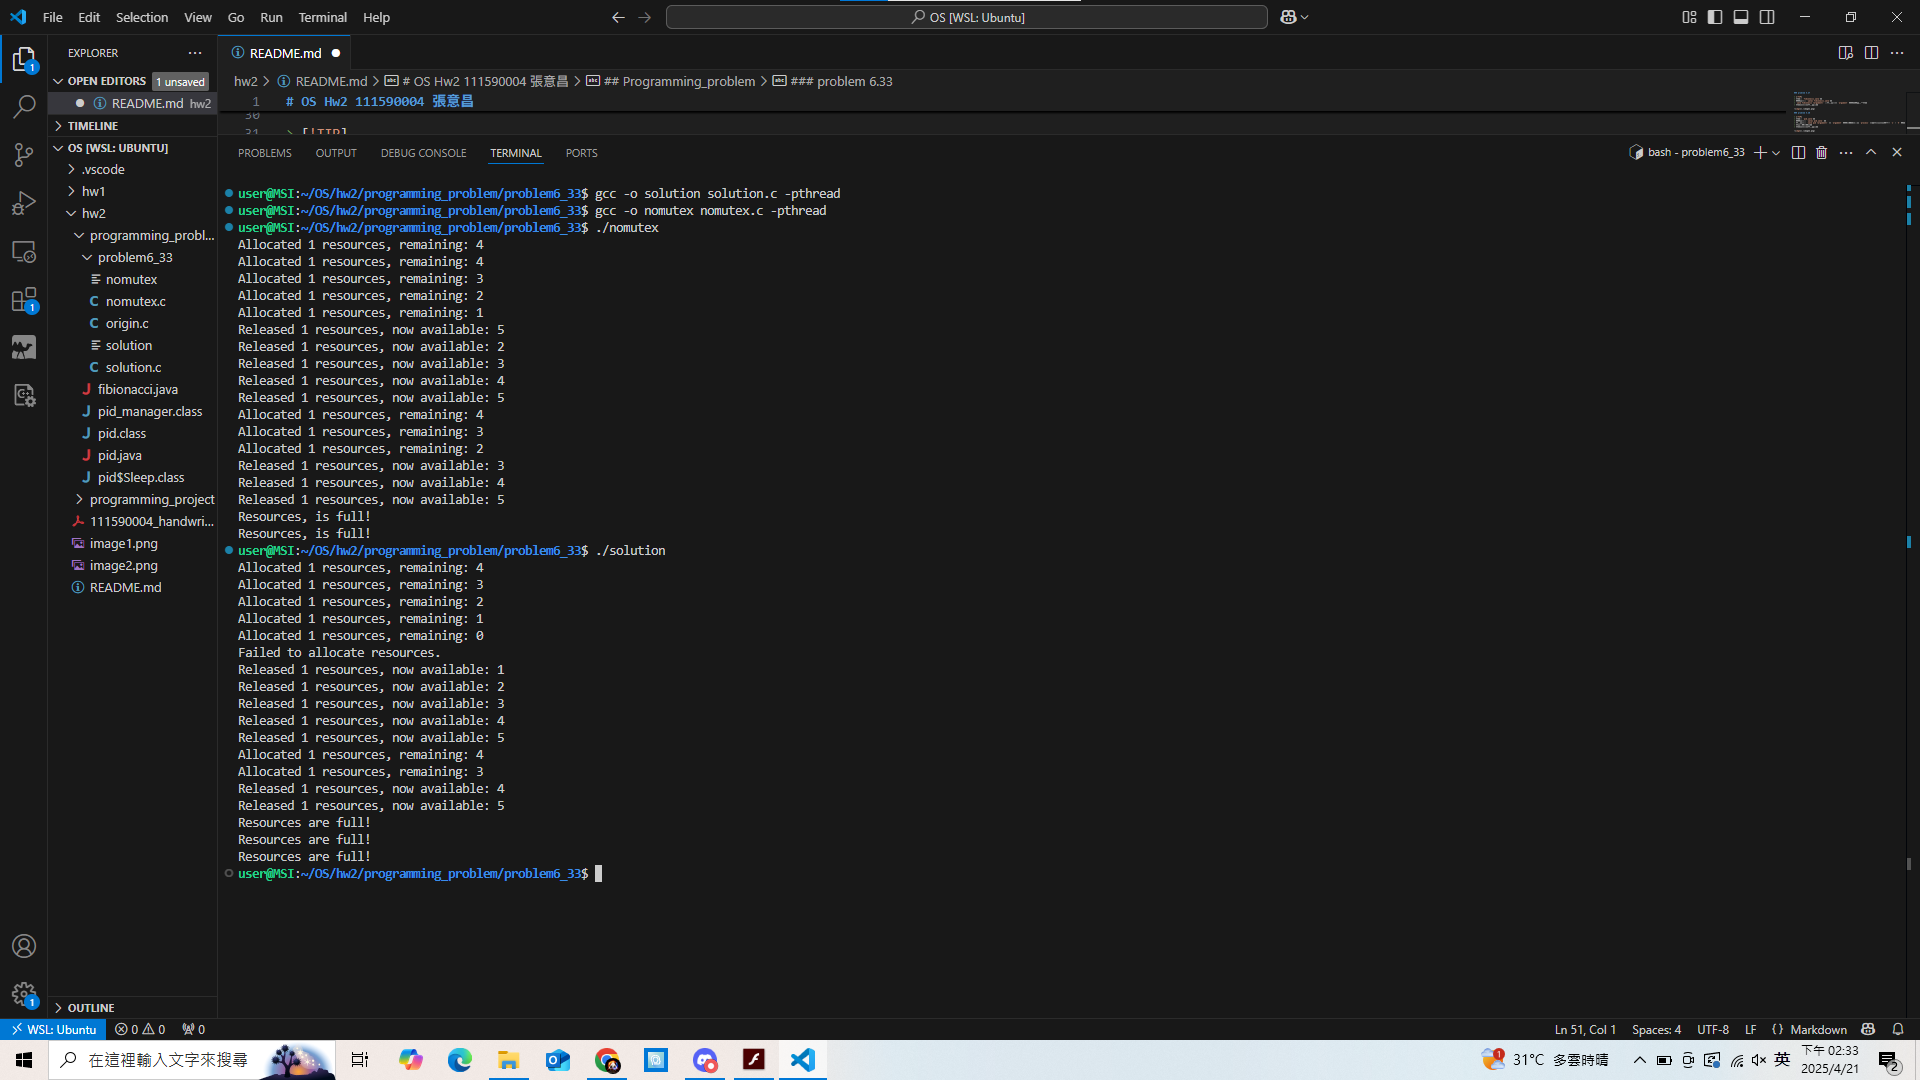 File Edit Selection View Go Run Terminal Help
OS [WSL: Ubuntu]
EXPLORER
OPEN EDITORS 1 unsaved
README.md hw2
TIMELINE
OS [WSL: UBUNTU]
.vscode
hw1
hw2
programming_probl...
problem6_33
nomutex
C nomutex.c
C origin.c
solution
C solution.c
J fibionacci.java
J pid_manager.class
J pid.class
J pid.java
J pid$Sleep.class
programming_project
111590004_handwri...
image1.png
image2.png
README.md
OUTLINE
README.md
hw2 > README.md > # OS Hw2 111590004 張意昌 > ## Programming_problem > ### problem 6.33
1 # OS Hw2 111590004 張意昌
30
31 > [!TIP]
PROBLEMS OUTPUT DEBUG CONSOLE TERMINAL PORTS
bash - problem6_33
user@MSI:~/OS/hw2/programming_problem/problem6_33$ gcc -o solution solution.c -pthread
user@MSI:~/OS/hw2/programming_problem/problem6_33$ gcc -o nomutex nomutex.c -pthread
user@MSI:~/OS/hw2/programming_problem/problem6_33$ ./nomutex
Allocated 1 resources, remaining: 4
Allocated 1 resources, remaining: 4
Allocated 1 resources, remaining: 3
Allocated 1 resources, remaining: 2
Allocated 1 resources, remaining: 1
Released 1 resources, now available: 5
Released 1 resources, now available: 2
Released 1 resources, now available: 3
Released 1 resources, now available: 4
Released 1 resources, now available: 5
Allocated 1 resources, remaining: 4
Allocated 1 resources, remaining: 3
Allocated 1 resources, remaining: 2
Released 1 resources, now available: 3
Released 1 resources, now available: 4
Released 1 resources, now available: 5
Resources, is full!
Resources, is full!
user@MSI:~/OS/hw2/programming_problem/problem6_33$ ./solution
Allocated 1 resources, remaining: 4
Allocated 1 resources, remaining: 3
Allocated 1 resources, remaining: 2
Allocated 1 resources, remaining: 1
Allocated 1 resources, remaining: 0
Failed to allocate resources.
Released 1 resources, now available: 1
Released 1 resources, now available: 2
Released 1 resources, now available: 3
Released 1 resources, now available: 4
Released 1 resources, now available: 5
Allocated 1 resources, remaining: 4
Allocated 1 resources, remaining: 3
Released 1 resources, now available: 4
Released 1 resources, now available: 5
Resources are full!
Resources are full!
Resources are full!
user@MSI:~/OS/hw2/programming_problem/problem6_33$
WSL: Ubuntu 0 0 0
Ln 51, Col 1 Spaces: 4 UTF-8 LF {} Markdown
在這裡輸入文字來搜尋
31°C 多雲時晴
英
下午 02:33
2025/4/21
2